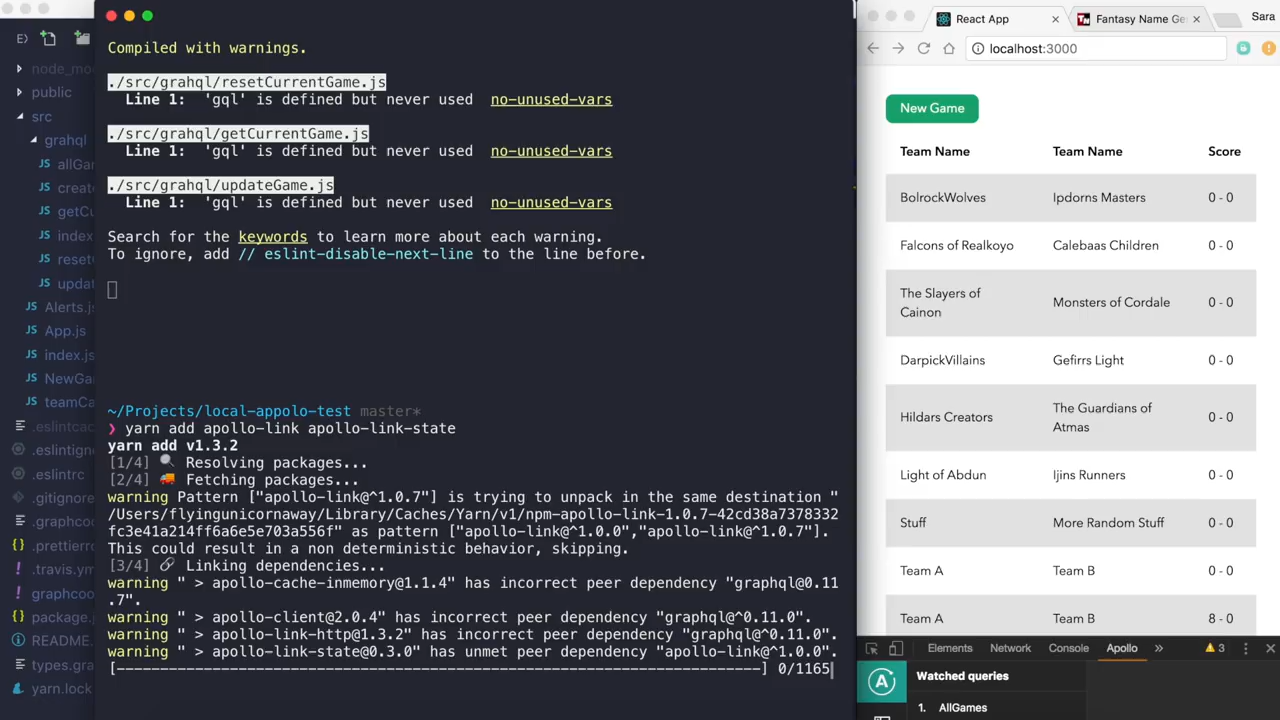 node_mo
public
src
grahql
allGar
create
getCu
index
reset
updat
Alerts.j
App.js
index.js
NewGa
teamCa
.eslintcac
.eslintign
.eslintrc
.gitignore
.graphcoo
.prettierrc
.travis.ym
graphcoo
package.
README.
types.gra
yarn.lock
Compiled with warnings.
./src/grahql/resetCurrentGame.js
Line 1: 'gql' is defined but never used no-unused-vars
./src/grahql/getCurrentGame.js
Line 1: 'gql' is defined but never used no-unused-vars
./src/grahql/updateGame.js
Line 1: 'gql' is defined but never used no-unused-vars
Search for the keywords to learn more about each warning.
To ignore, add // eslint-disable-next-line to the line before.
~/Projects/local-appolo-test master*
❯ yarn add apollo-link apollo-link-state
yarn add v1.3.2
[1/4] 🔍 Resolving packages...
[2/4] 🚚 Fetching packages...
warning Pattern ["apollo-link@^1.0.7"] is trying to unpack in the same destination "
/Users/flyingunicornaway/Library/Caches/Yarn/v1/npm-apollo-link-1.0.7-42cd38a7378332
fc3e41a214ff6a6e5e703a556f" as pattern ["apollo-link@^1.0.0","apollo-link@^1.0.7"].
This could result in a non deterministic behavior, skipping.
[3/4] 🔗 Linking dependencies...
warning " > apollo-cache-inmemory@1.1.4" has incorrect peer dependency "graphql@0.11
.7".
warning " > apollo-client@2.0.4" has incorrect peer dependency "graphql@^0.11.0".
warning " > apollo-link-http@1.3.2" has incorrect peer dependency "graphql@^0.11.0".
warning " > apollo-link-state@0.3.0" has unmet peer dependency "apollo-link@^1.0.0".
[--------------------------------------------------------------------------] 0/1165
React App
Fantasy Name Ge
Sara
localhost:3000
New Game
Team Name Team Name Score
BolrockWolves Ipdorns Masters 0 - 0
Falcons of Realkoyo Calebaas Children 0 - 0
The Slayers of
Cainon Monsters of Cordale 0 - 0
DarpickVillains Gefirrs Light 0 - 0
Hildars Creators The Guardians of
Atmas 0 - 0
Light of Abdun Ijins Runners 0 - 0
Stuff More Random Stuff 0 - 0
Team A Team B 0 - 0
Team A Team B 8 - 0
Elements Network Console Apollo » 3
Watched queries
1. AllGames